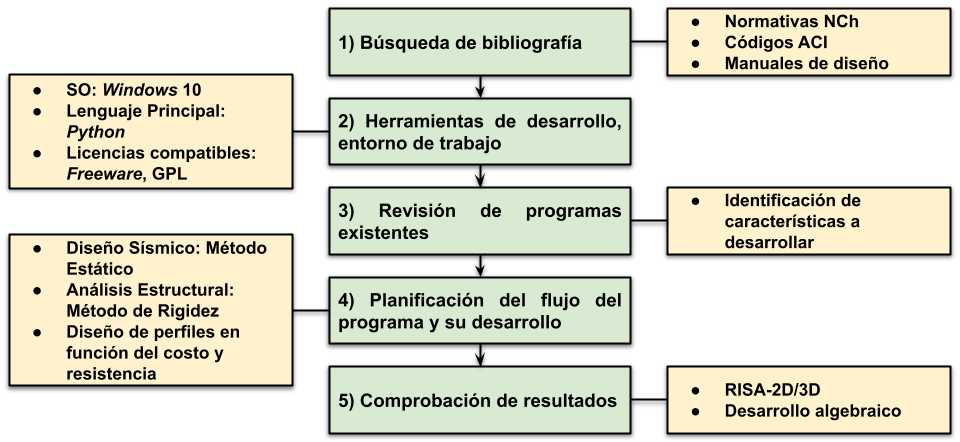 1) Búsqueda de bibliografía
● Normativas NCh
● Códigos ACI
● Manuales de diseño
● SO: Windows 10
● Lenguaje Principal:
Python
● Licencias compatibles:
Freeware, GPL
2) Herramientas de desarrollo,
entorno de trabajo
3) Revisión de programas
existentes
● Identificación de
características a
desarrollar
● Diseño Sísmico: Método
Estático
● Análisis Estructural:
Método de Rigidez
● Diseño de perfiles en
función del costo y
resistencia
4) Planificación del flujo del
programa y su desarrollo
5) Comprobación de resultados
● RISA-2D/3D
● Desarrollo algebraico